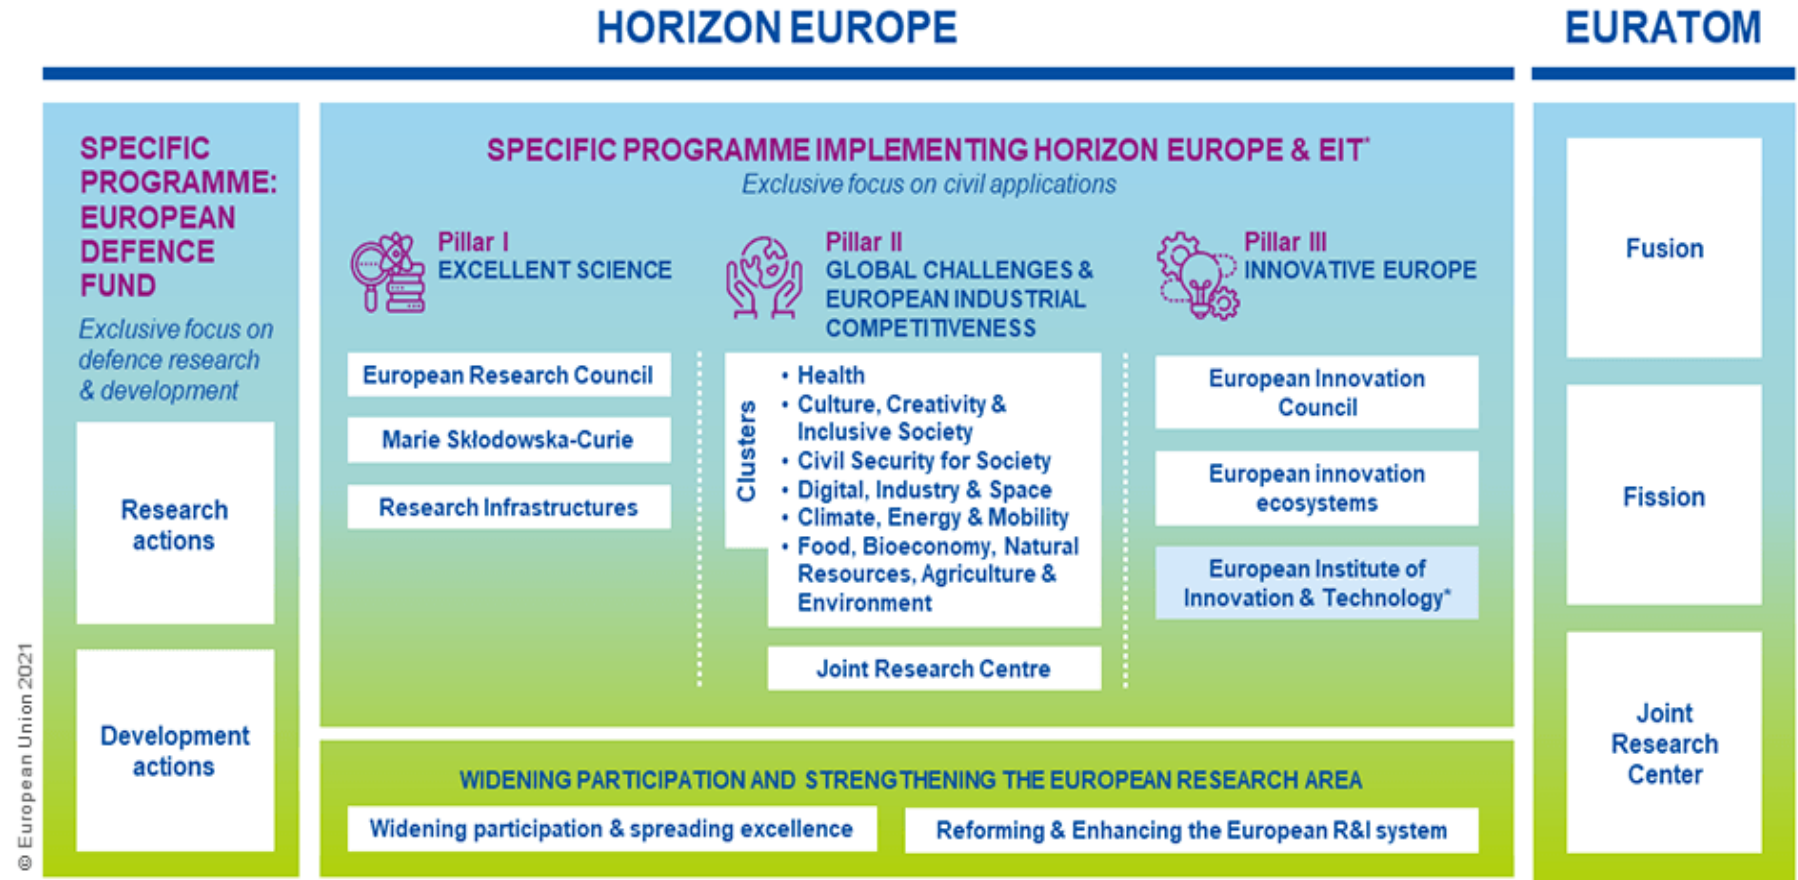 HORIZON EUROPE
EURATOM
SPECIFIC
PROGRAMME:
EUROPEAN
DEFENCE
FUND
Exclusive focus on
defence research
& development
Research
actions
Development
actions
SPECIFIC PROGRAMME IMPLEMENTING HORIZON EUROPE & EIT*
Exclusive focus on civil applications
Pillar I
EXCELLENT SCIENCE
European Research Council
Marie Skłodowska-Curie
Research Infrastructures
Pillar II
GLOBAL CHALLENGES &
EUROPEAN INDUSTRIAL
COMPETITIVENESS
Clusters
• Health
• Culture, Creativity &
Inclusive Society
• Civil Security for Society
• Digital, Industry & Space
• Climate, Energy & Mobility
• Food, Bioeconomy, Natural
Resources, Agriculture &
Environment
Joint Research Centre
Pillar III
INNOVATIVE EUROPE
European Innovation
Council
European innovation
ecosystems
European Institute of
Innovation & Technology*
WIDENING PARTICIPATION AND STRENGTHENING THE EUROPEAN RESEARCH AREA
Widening participation & spreading excellence
Reforming & Enhancing the European R&I system
Fusion
Fission
Joint
Research
Center
© European Union 2021